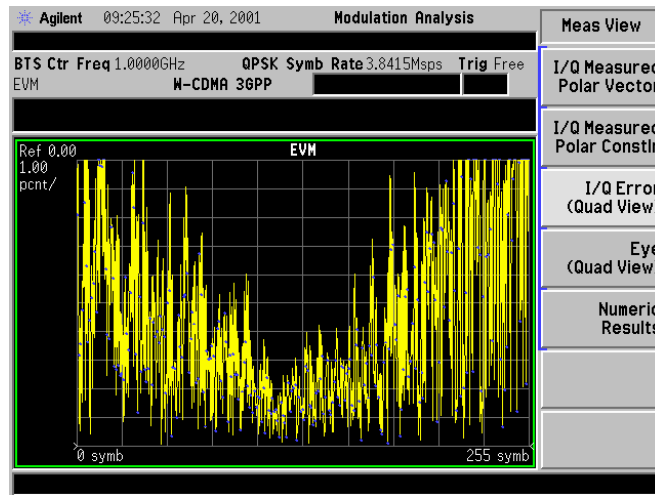 Agilent 09:25:32 Apr 20, 2001 Modulation Analysis
Meas View
BTS Ctr Freq 1.0000GHz QPSK Symb Rate 3.8415Msps Trig Free
EVM W-CDMA 3GPP
I/Q Measured
Polar Vector
I/Q Measured
Polar Constln
I/Q Error
(Quad View
Eye
(Quad View
Numeric
Results
Ref 0.00 EVM
1.00
pcnt/
0 symb 255 symb